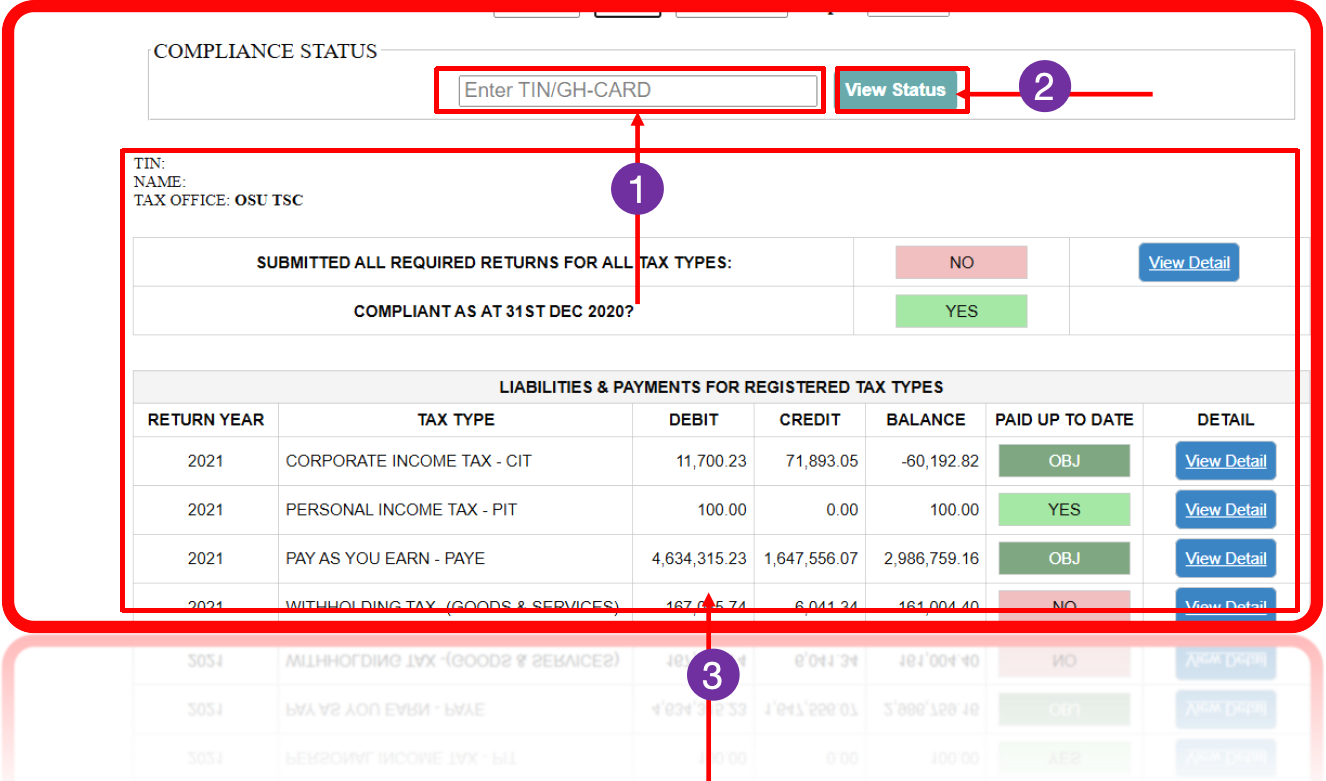 COMPLIANCE STATUS
Enter TIN/GH-CARD View Status 2
TIN:
NAME:
TAX OFFICE: OSU TSC
1
SUBMITTED ALL REQUIRED RETURNS FOR ALL TAX TYPES: NO View Detail
COMPLIANT AS AT 31ST DEC 2020? YES
LIABILITIES & PAYMENTS FOR REGISTERED TAX TYPES
RETURN YEAR TAX TYPE DEBIT CREDIT BALANCE PAID UP TO DATE DETAIL
2021 CORPORATE INCOME TAX - CIT 11,700.23 71,893.05 -60,192.82 OBJ View Detail
2021 PERSONAL INCOME TAX - PIT 100.00 0.00 100.00 YES View Detail
2021 PAY AS YOU EARN - PAYE 4,634,315.23 1,647,556.07 2,986,759.16 OBJ View Detail
2021 WITHHOLDING TAX -(GOODS & SERVICES) 6,041.34 161,004.40 NO View Detail
3